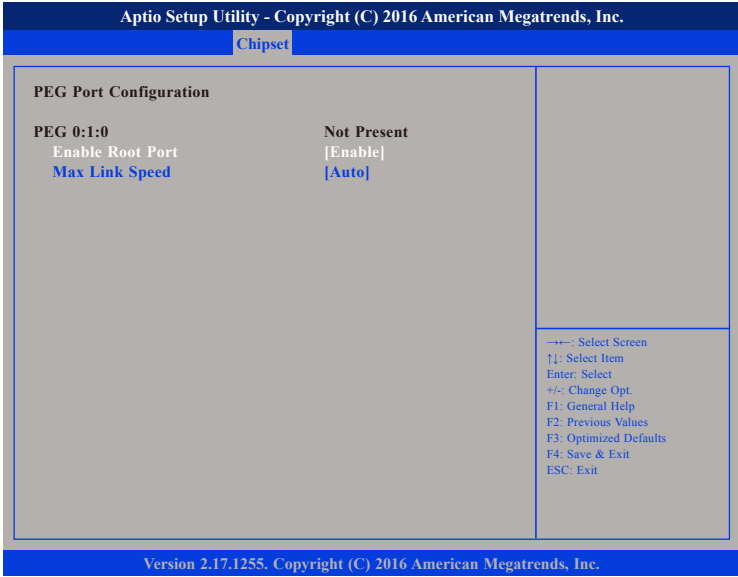 Aptio Setup Utility - Copyright (C) 2016 American Megatrends, Inc.
Chipset
PEG Port Configuration
PEG 0:1:0 Not Present
Enable Root Port [Enable]
Max Link Speed [Auto]
→←: Select Screen
↑↓: Select Item
Enter: Select
+/-: Change Opt.
F1: General Help
F2: Previous Values
F3: Optimized Defaults
F4: Save & Exit
ESC: Exit
Version 2.17.1255. Copyright (C) 2016 American Megatrends, Inc.